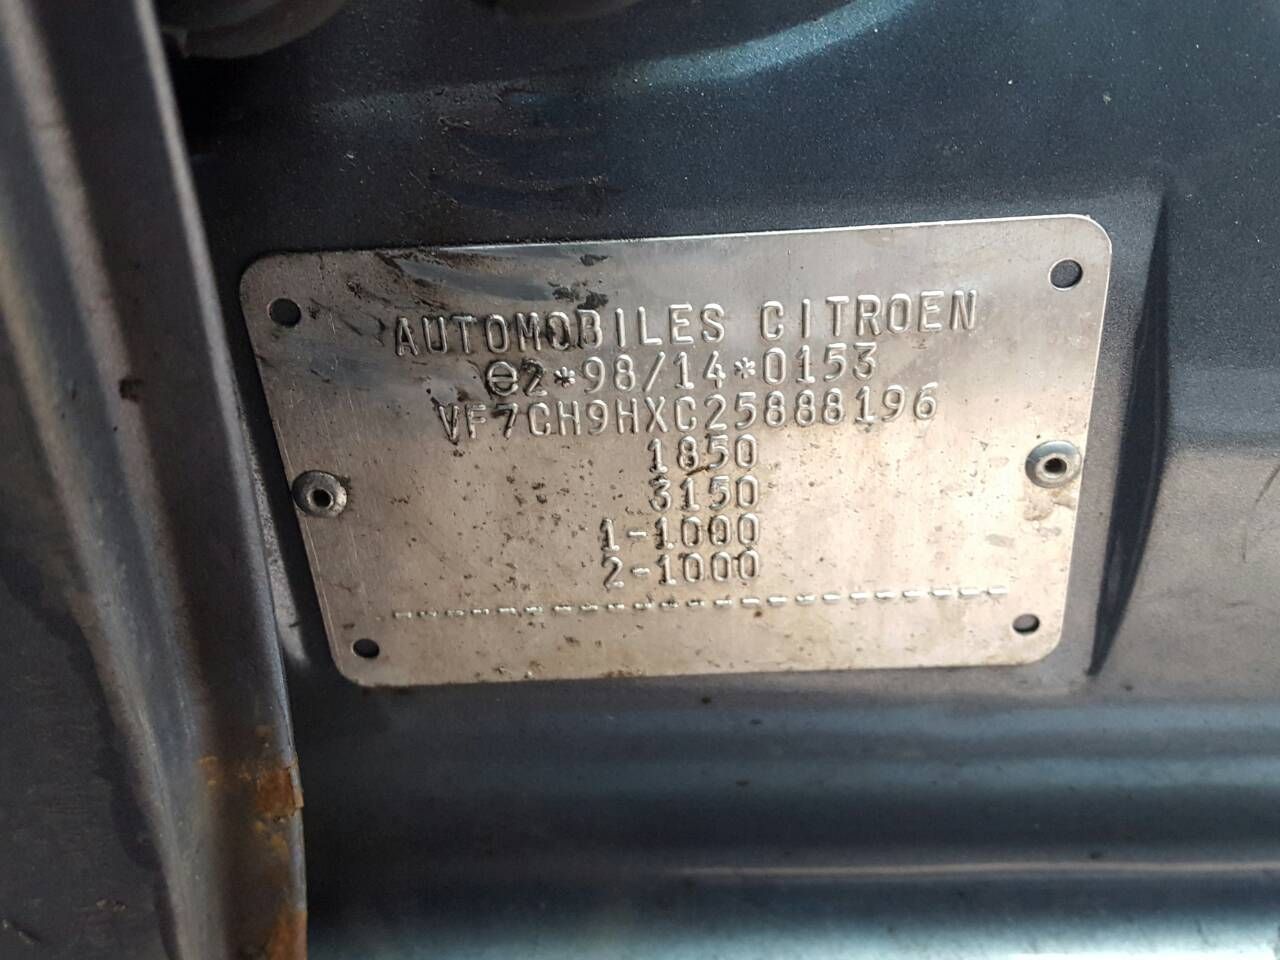 AUTOMOBILES CITROEN
e2*98/14*0153
VF7CH9HXC25888196
1850
3150
1-1000
2-1000
-----------------------